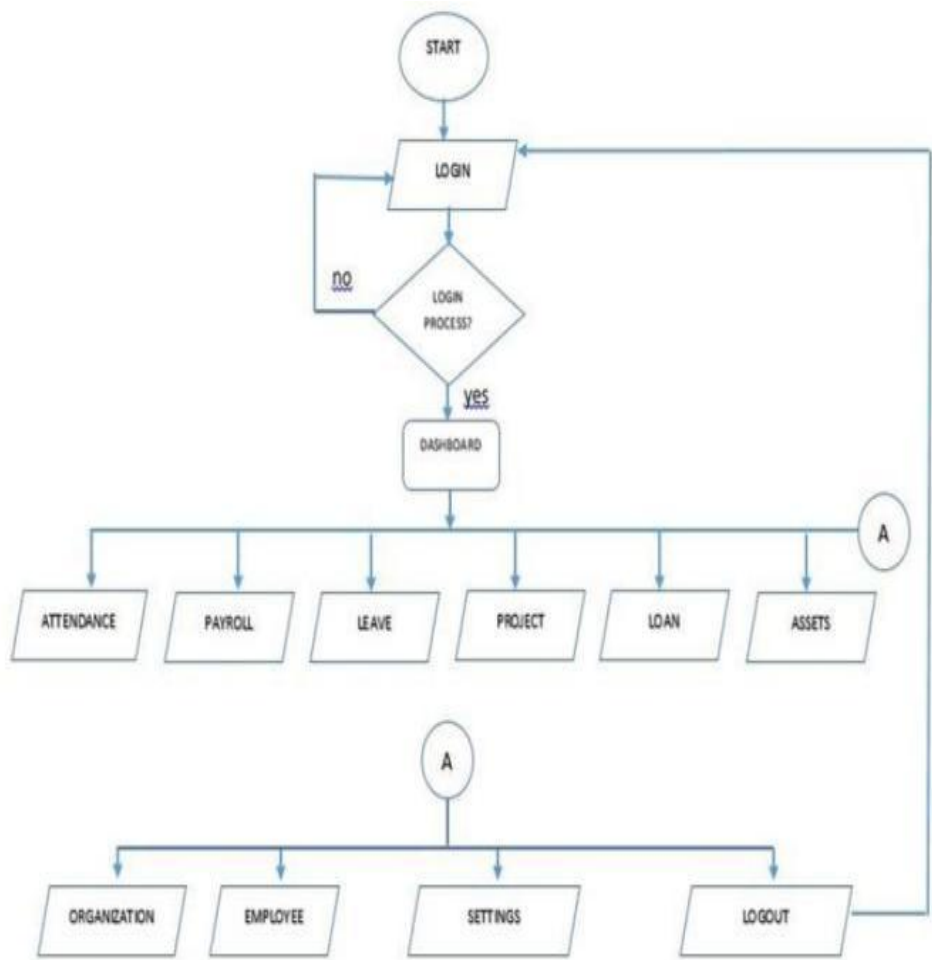 START
LOGIN
no
LOGIN
PROCESS?
yes
DASHBOARD
A
ATTENDANCE
PAYROLL
LEAVE
PROJECT
LOAN
ASSETS
A
ORGANIZATION
EMPLOYEE
SETTINGS
LOGOUT